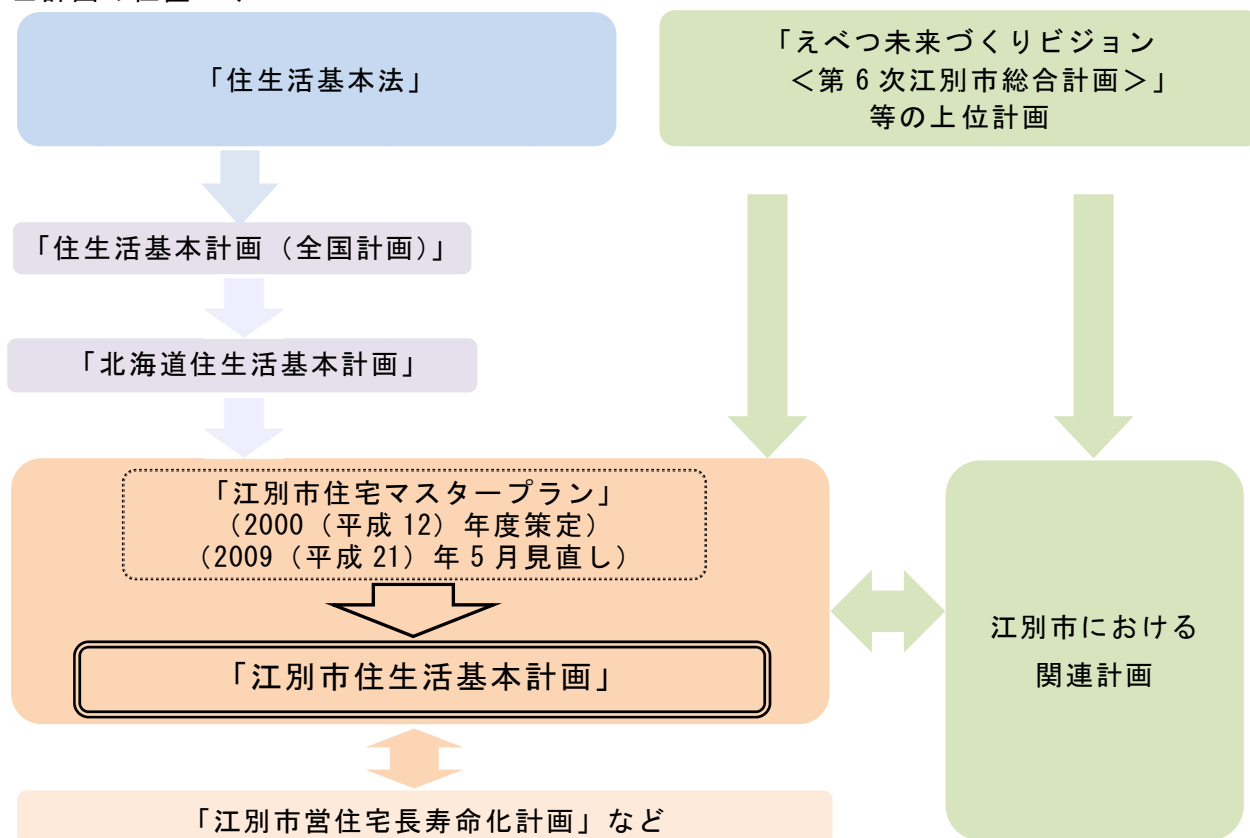 「住生活基本法」
「えべつ未来づくりビジョン
＜第6次江別市総合計画＞」
等の上位計画
「住生活基本計画（全国計画）」
「北海道住生活基本計画」
「江別市住宅マスタープラン」
（2000（平成12）年度策定）
（2009（平成21）年5月見直し）
「江別市住生活基本計画」
江別市における
関連計画
「江別市営住宅長寿命化計画」など